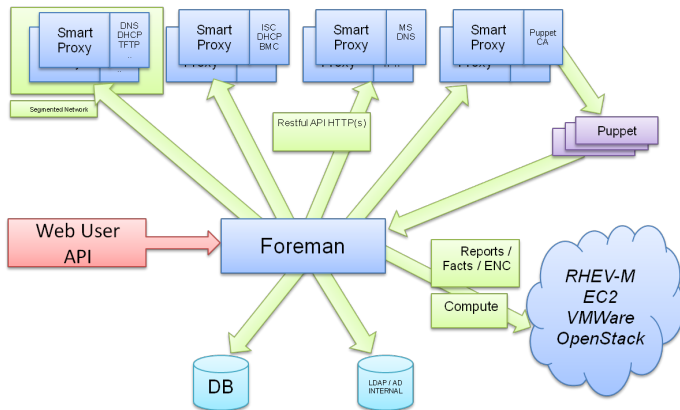 Smart
Proxy
DNS
DHCP
TFTP
..
Smart
Proxy
ISC
DHCP
BMC
Smart
Proxy
MS
DNS
Smart
Proxy
Puppet
CA
Segmented Network
Restful API HTTP(s)
Puppet
Web User
API
Foreman
Reports /
Facts / ENC
Compute
RHEV-M
EC2
VMWare
OpenStack
DB
LDAP / AD
INTERNAL